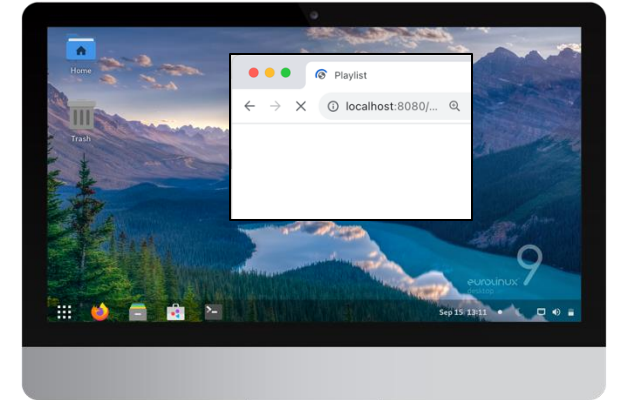 Home
Trash
Playlist
localhost:8080/...
eurolinux 9
desktop
Sep 15 13:11